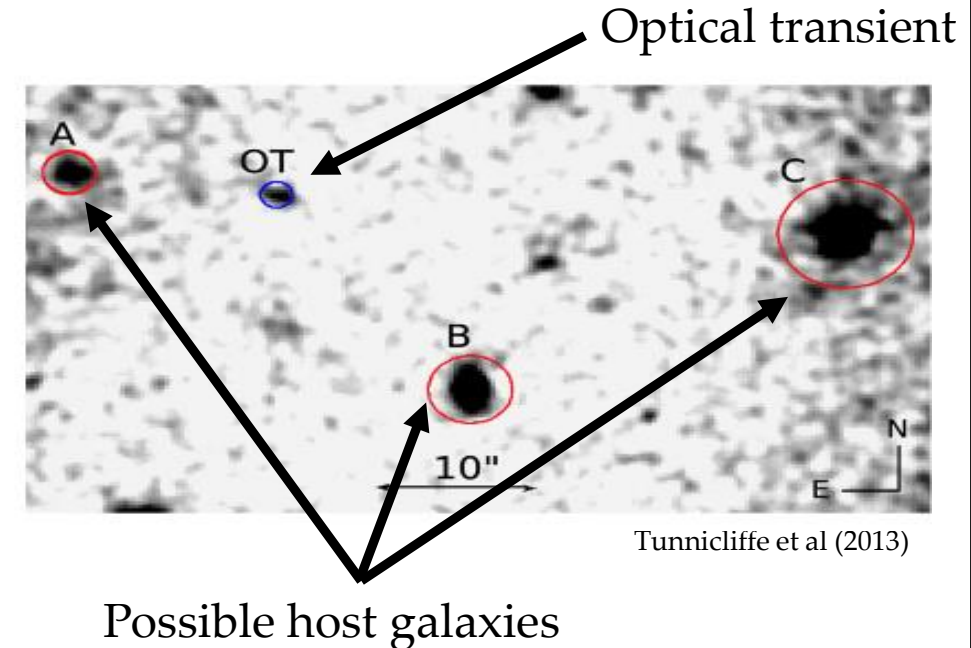 Optical transient
A
OT
C
B
10"
N
E
Tunnicliffe et al (2013)
Possible host galaxies